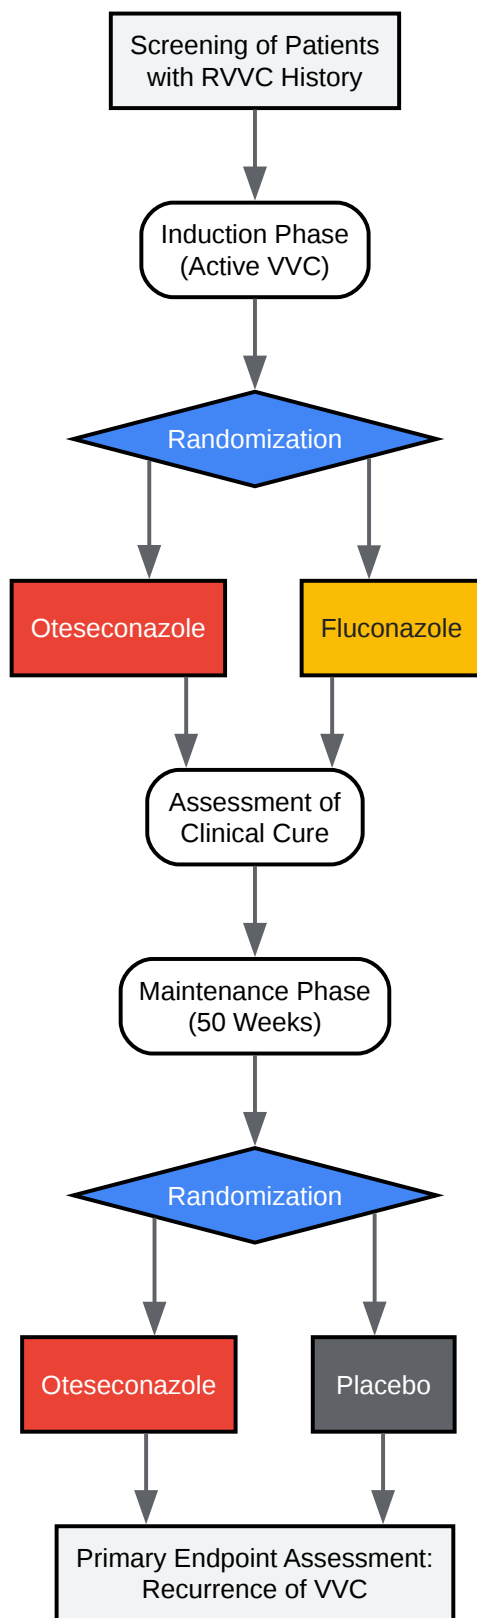 Screening of Patients
with RVVC History
Induction Phase
(Active VVC)
Randomization
Oteseconazole
Fluconazole
Assessment of
Clinical Cure
Maintenance Phase
(50 Weeks)
Randomization
Oteseconazole
Placebo
Primary Endpoint Assessment:
Recurrence of VVC